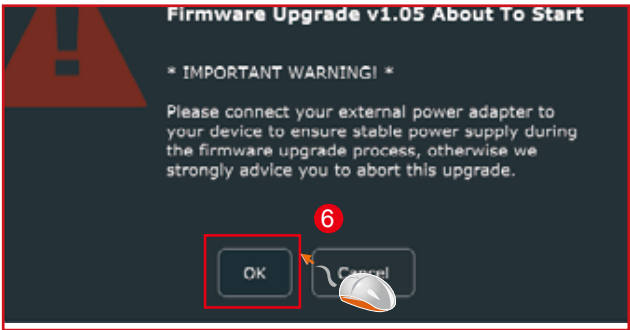 Firmware Upgrade v1.05 About To Start
* IMPORTANT WARNING! *
Please connect your external power adapter to
your device to ensure stable power supply during
the firmware upgrade process, otherwise we
strongly advice you to abort this upgrade.
6
OK
Cancel